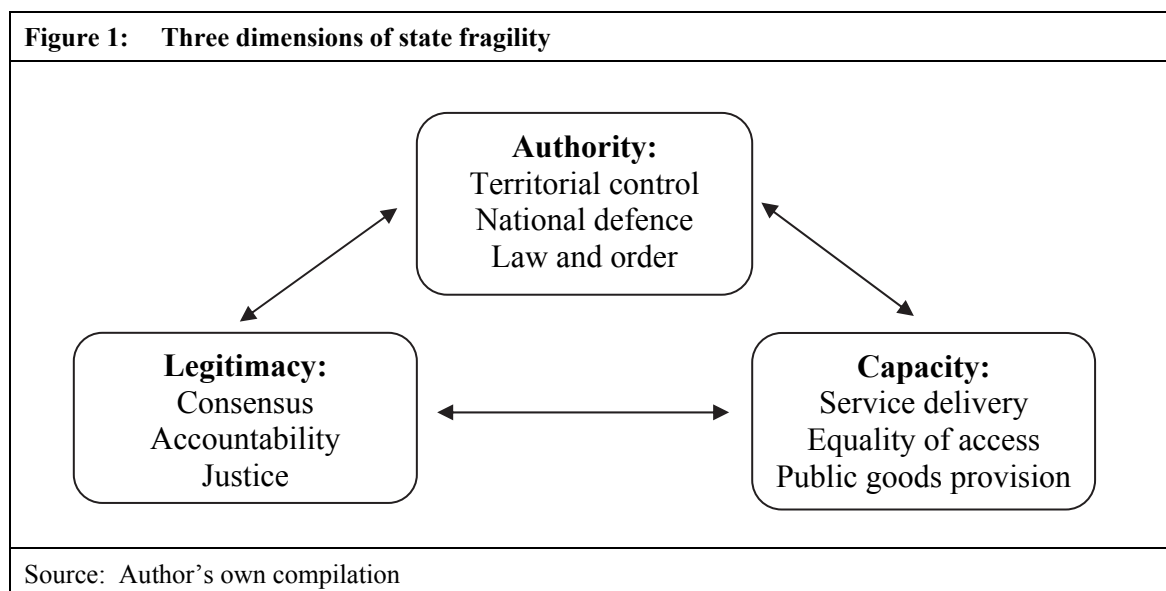 Figure 1: Three dimensions of state fragility
Authority:
Territorial control
National defence
Law and order
Legitimacy:
Consensus
Accountability
Justice
Capacity:
Service delivery
Equality of access
Public goods provision
Source: Author’s own compilation